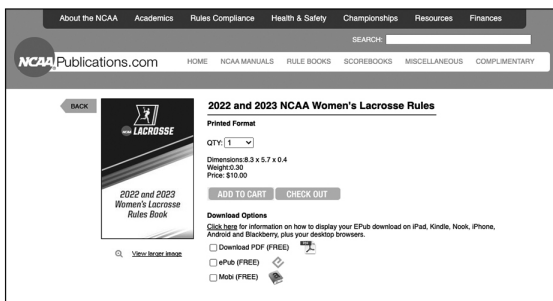 About the NCAA Academics Rules Compliance Health & Safety Championships Resources Finances
SEARCH:
NCAA Publications.com HOME NCAA MANUALS RULE BOOKS SCOREBOOKS MISCELLANEOUS COMPLIMENTARY
BACK
NCAA LACROSSE
2022 and 2023
Women's Lacrosse
Rules Book
View larger image
2022 and 2023 NCAA Women's Lacrosse Rules
Printed Format
QTY: 1
Dimensions:8.3 x 5.7 x 0.4
Weight:0.30
Price: $10.00
ADD TO CART CHECK OUT
Download Options
Click here for information on how to display your EPub download on iPad, Kindle, Nook, iPhone,
Android and Blackberry, plus your desktop browsers.
Download PDF (FREE)
ePub (FREE)
Mobi (FREE)